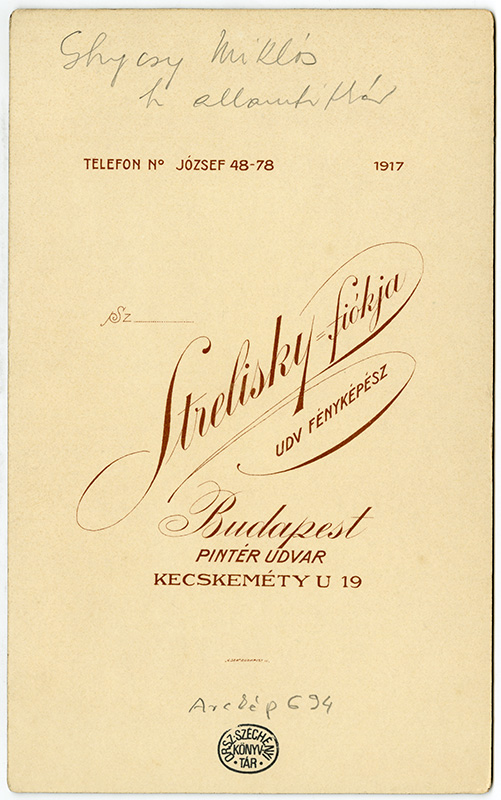 Ghyczy Miklós
h. államtitkár
TELEFON Nº JÓZSEF 48-78 1917
Sz
Strelisky-fiókja
UDV FÉNYKÉPÉSZ
Budapest
PINTÉR UDVAR
KECSKEMÉTY U 19
Arckép 694
ORSZ. SZÉCHÉNYI
KÖNYV
TÁR